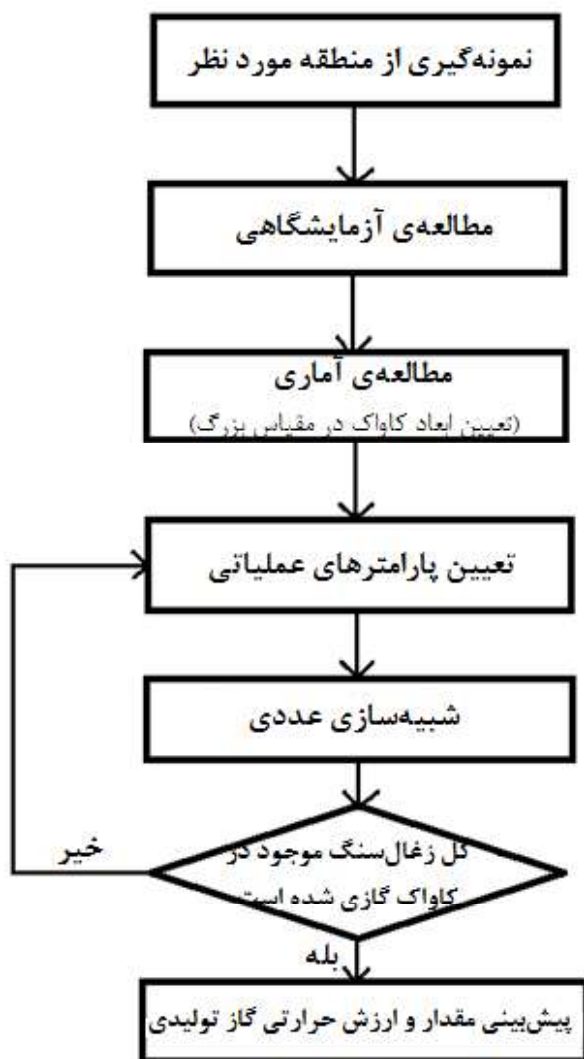 نمونه‌گیری از منطقه مورد نظر
مطالعه‌ی آزمایشگاهی
مطالعه‌ی آماری
(تعیین ابعاد کاواک در مقیاس بزرگ)
تعیین پارامترهای عملیاتی
شبیه‌سازی عددی
کل زغال‌سنگ موجود در
کاواک گازی شده است
خیر
بله
پیش‌بینی مقدار و ارزش حرارتی گاز تولیدی